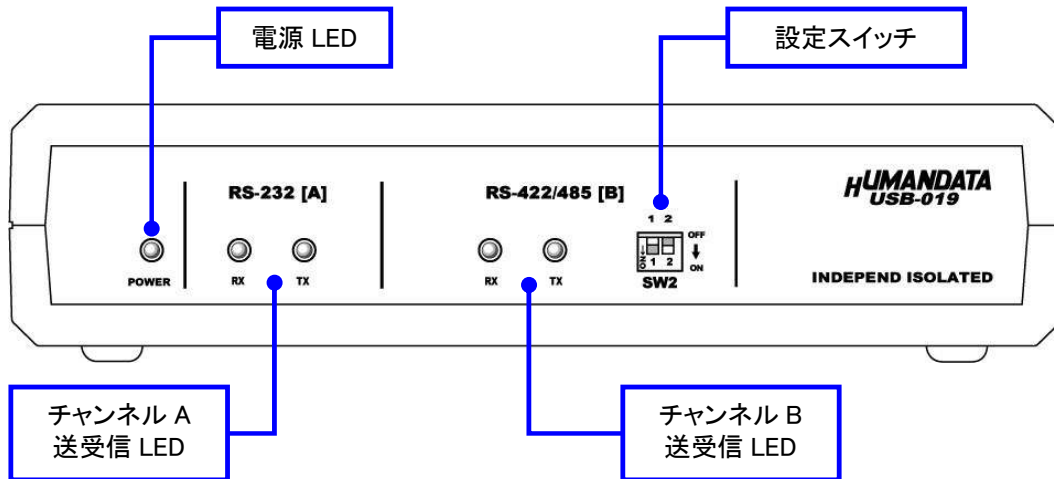 電源 LED
設定スイッチ
RS-232 [A]
RS-422/485 [B]
HUMANDATA
USB-019
1 2
OFF
ON
1 2
ON
POWER
RX
TX
RX
TX
SW2
INDEPEND ISOLATED
チャンネル A
送受信 LED
チャンネル B
送受信 LED